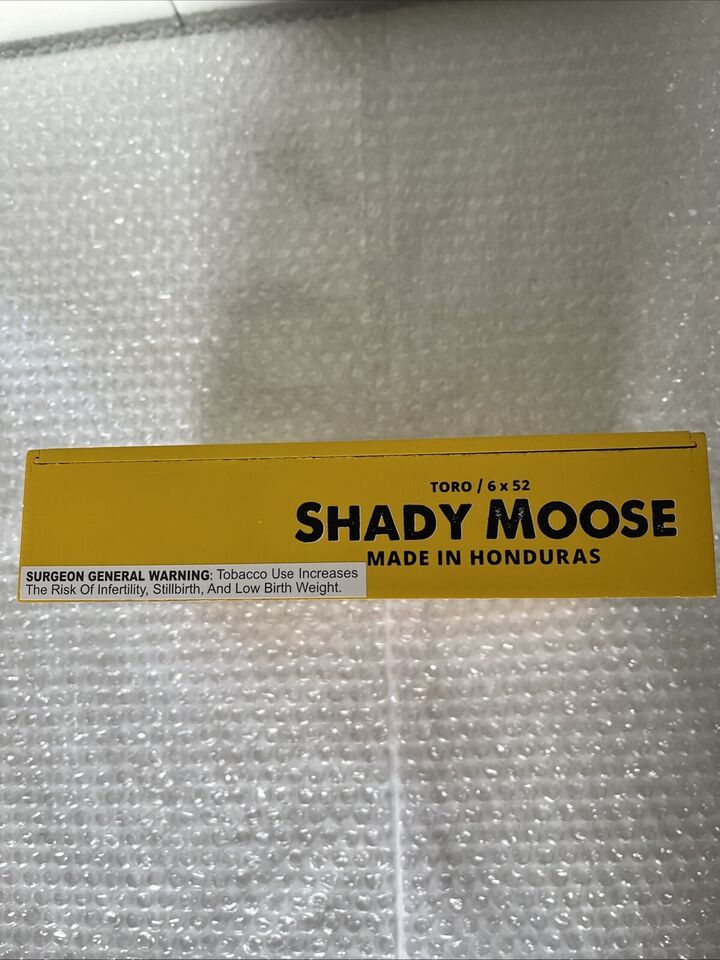 TORO / 6 x 52
SHADY MOOSE
MADE IN HONDURAS
SURGEON GENERAL WARNING: Tobacco Use Increases
The Risk Of Infertility, Stillbirth, And Low Birth Weight.